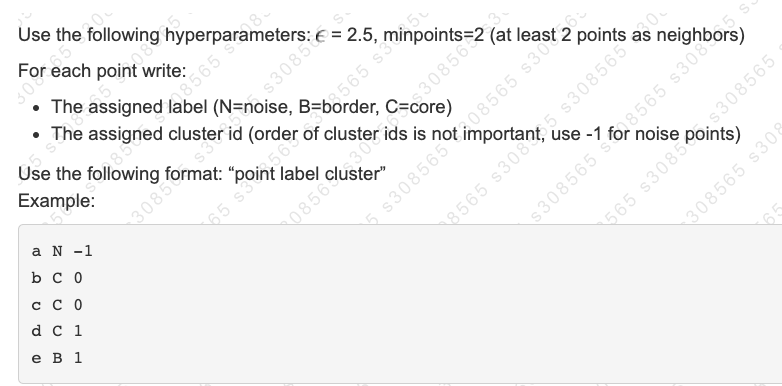 Use the following hyperparameters: ϵ = 2.5, minpoints=2 (at least 2 points as neighbors)
For each point write:
• The assigned label (N=noise, B=border, C=core)
• The assigned cluster id (order of cluster ids is not important, use -1 for noise points)
Use the following format: “point label cluster”
Example:
a N -1
b C 0
c C 0
d C 1
e B 1